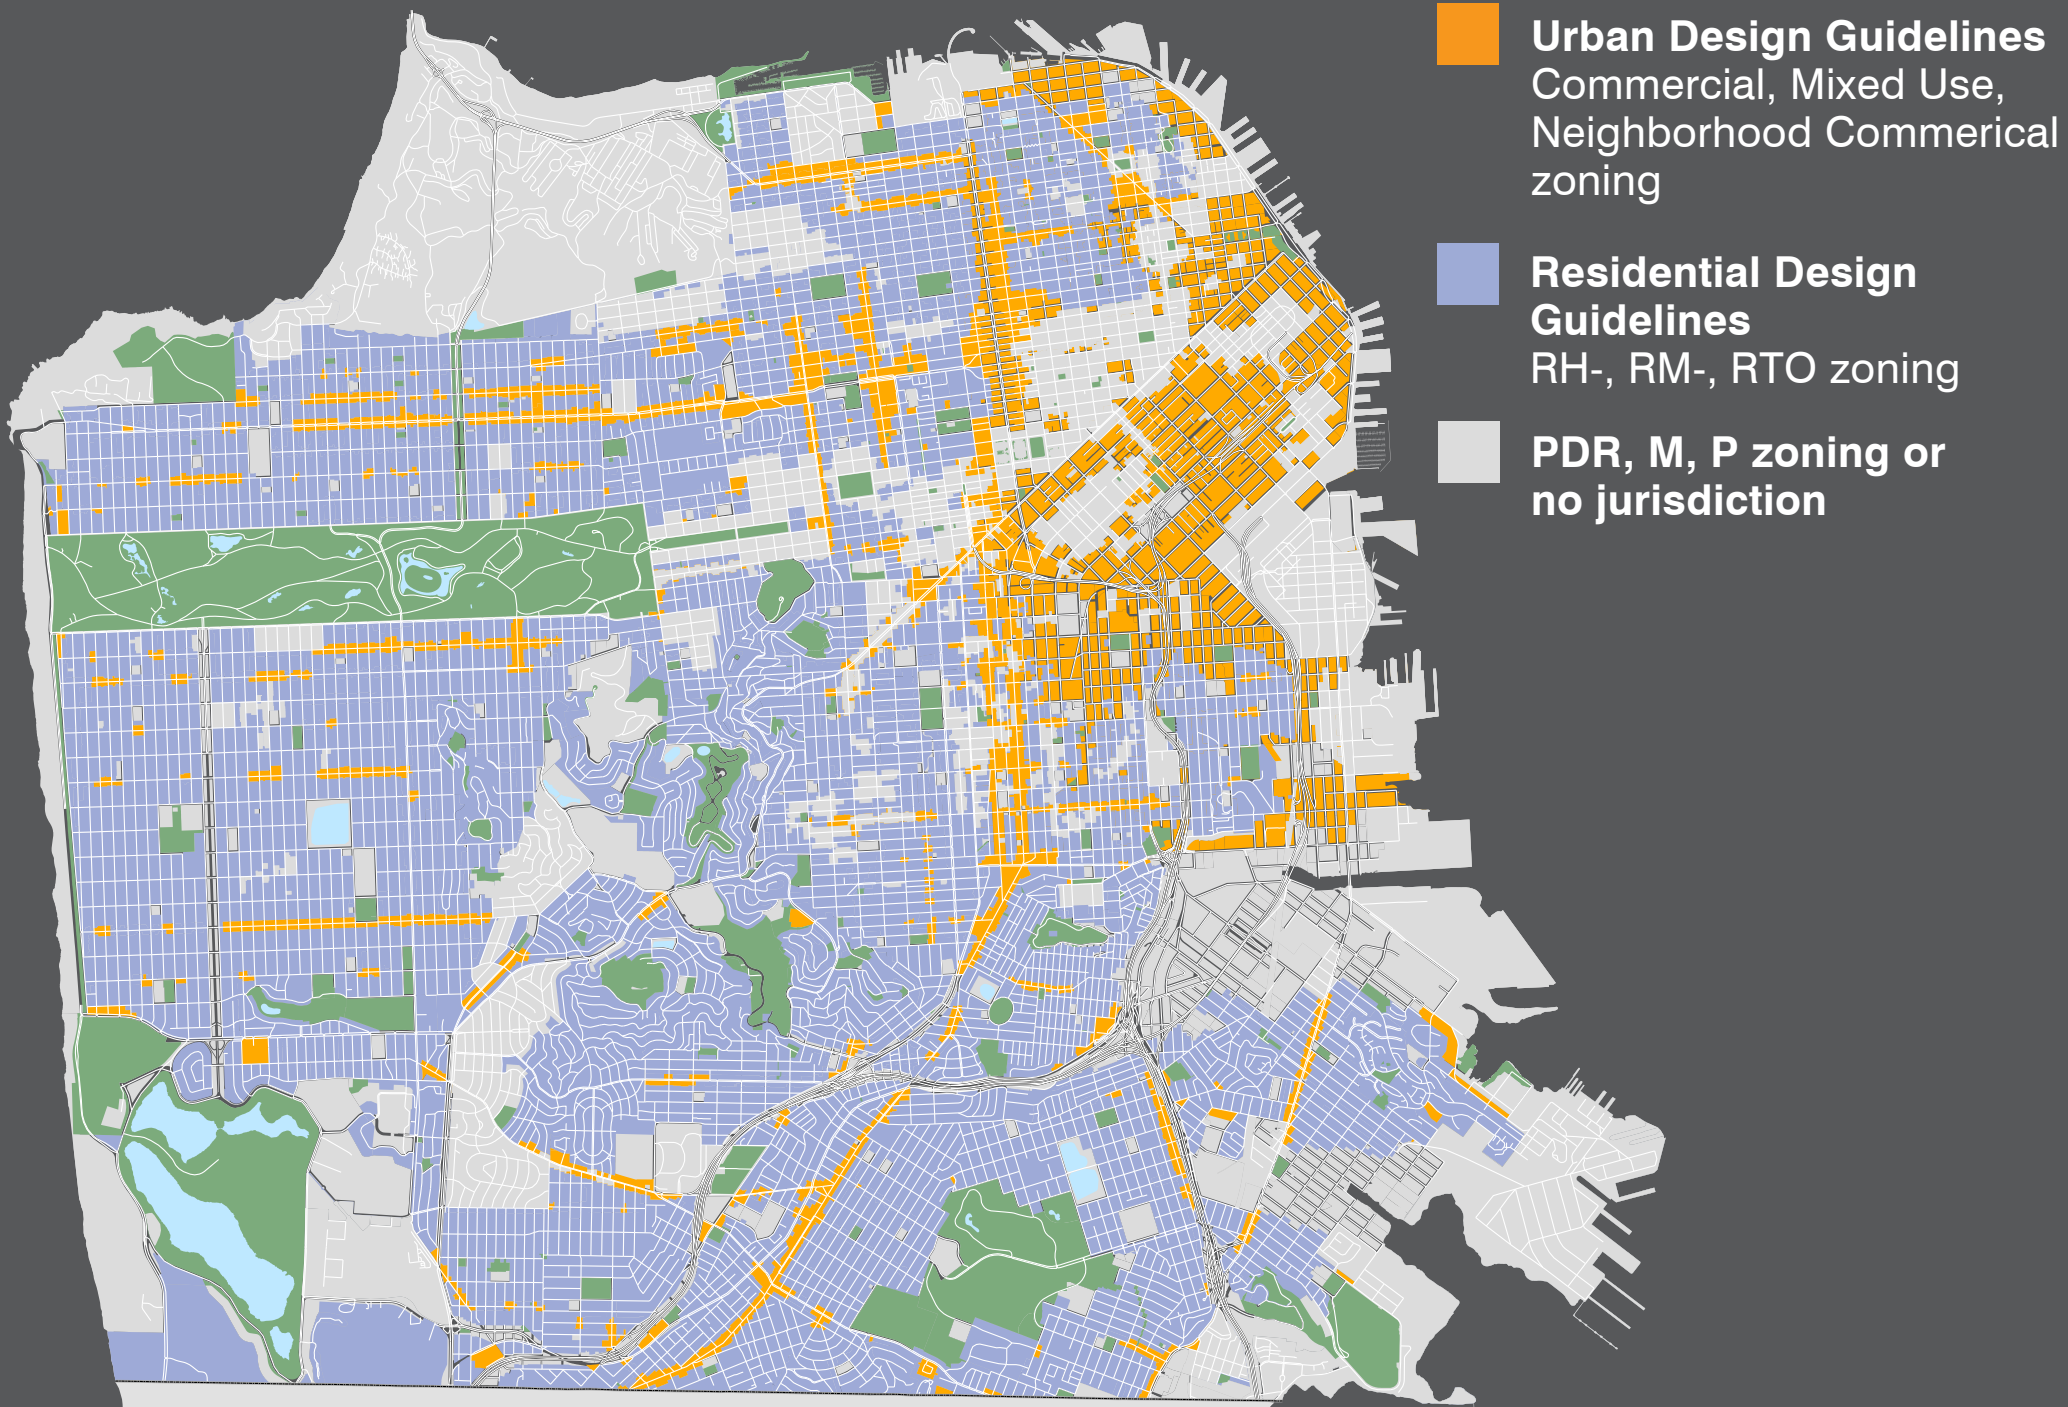 Urban Design Guidelines
Commercial, Mixed Use,
Neighborhood Commerical
zoning
Residential Design
Guidelines
RH-, RM-, RTO zoning
PDR, M, P zoning or
no jurisdiction